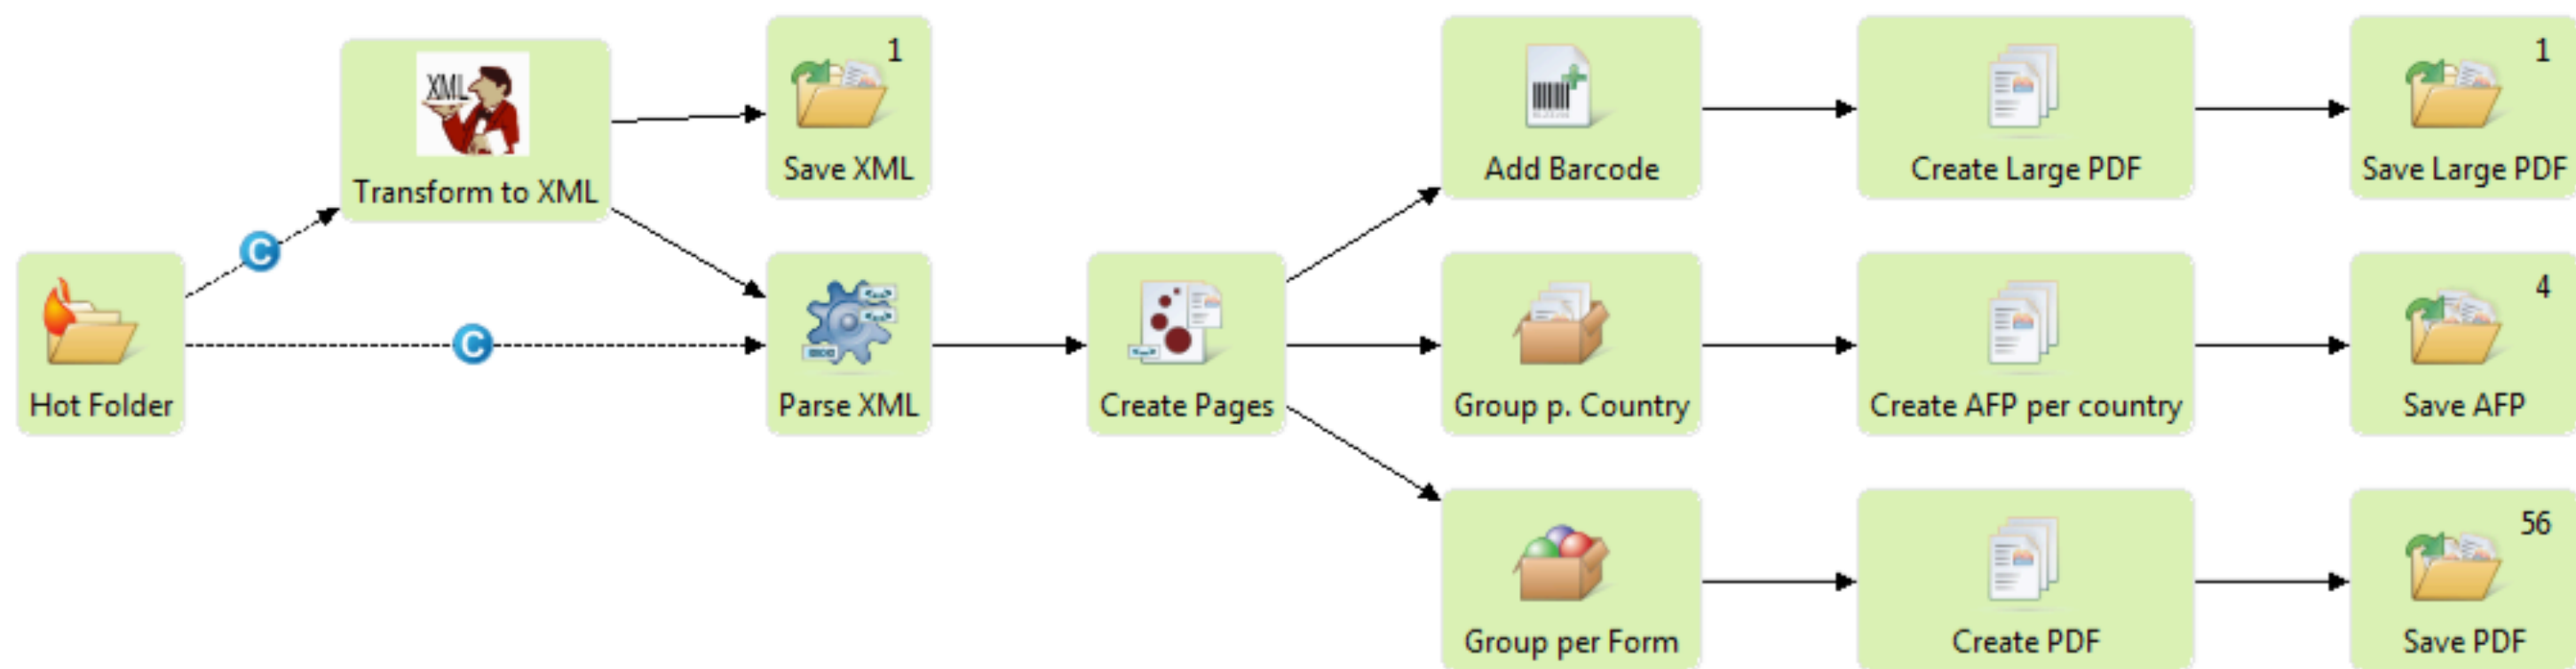 1
XML
Transform to XML
Save XML
C
Hot Folder
C
Parse XML
Create Pages
Add Barcode
Create Large PDF
1
Save Large PDF
Group p. Country
Create AFP per country
4
Save AFP
Group per Form
Create PDF
56
Save PDF